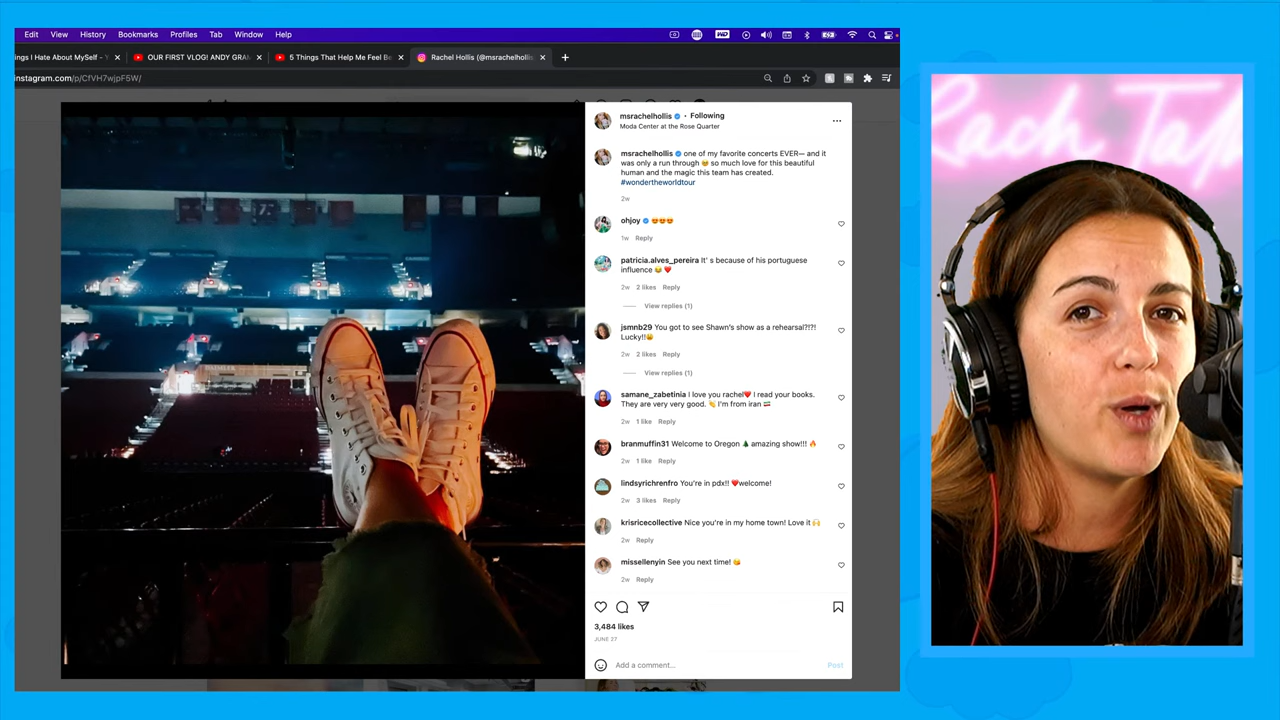 Edit View History Bookmarks Profiles Tab Window Help
ings I Hate About MySelf - Y
OUR FIRST VLOG! ANDY GRAM
5 Things That Help Me Feel Be
Rachel Hollis (@msrachelhollis
instagram.com/p/CfVH7wjpF5W/
msrachelhollis • Following
Moda Center at the Rose Quarter
msrachelhollis one of my favorite concerts EVER— and it
was only a run through 🥹 so much love for this beautiful
human and the magic this team has created.
#wondertheworldtour
2w
ohjoy 😍😍😍
1w Reply
patricia.alves_pereira It' s because of his portuguese
influence 😂 ❤️
2w 2 likes Reply
View replies (1)
jsmnb29 You got to see Shawn's show as a rehearsal?!?!
Lucky!!😩
2w 2 likes Reply
View replies (1)
samane_zabetinia I love you rachel❤️ I read your books.
They are very very good. 👏 I'm from iran 🇮🇷
2w 1 like Reply
branmuffin31 Welcome to Oregon 🌲 amazing show!!! 🔥
2w 1 like Reply
lindsyrichrenfro You're in pdx!! ❤️welcome!
2w 3 likes Reply
krisricecollective Nice you're in my home town! Love it 🙌
2w Reply
missellenyin See you next time! 😘
2w Reply
3,484 likes
JUNE 27
Add a comment...
Post
Rach Tal